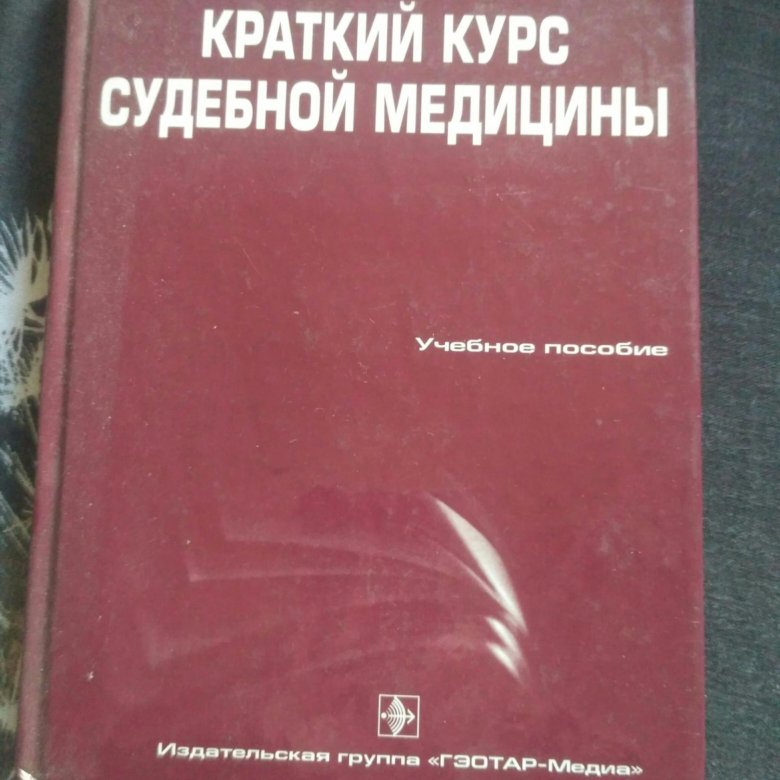 КРАТКИЙ КУРС
СУДЕБНОЙ МЕДИЦИНЫ
Учебное пособие
Издательская группа «ГЭОТАР-Медиа»